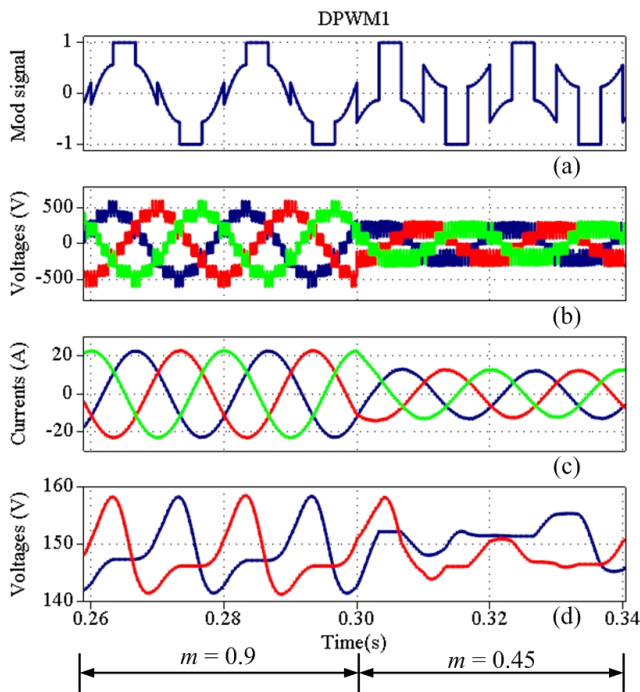 DPWM1
Mod signal
1
0
-1
(a)
Voltages (V)
500
0
-500
(b)
Currents (A)
20
0
-20
(c)
Voltages (V)
160
150
140
(d)
0.26 0.28 0.30 0.32 0.34
Time(s)
m = 0.9 m = 0.45